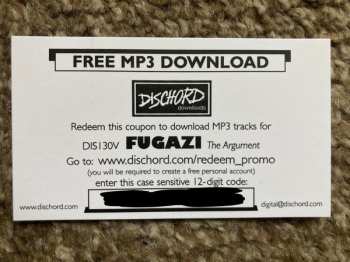 FREE MP3 DOWNLOAD
DISCHORD
downloads
Redeem this coupon to download MP3 tracks for
DIS130V FUGAZI The Argument
Go to: www.dischord.com/redeem_promo
(you will be required to create a free personal account)
enter this case sensitive 12-digit code:
www.dischord.com
digital@dischord.com